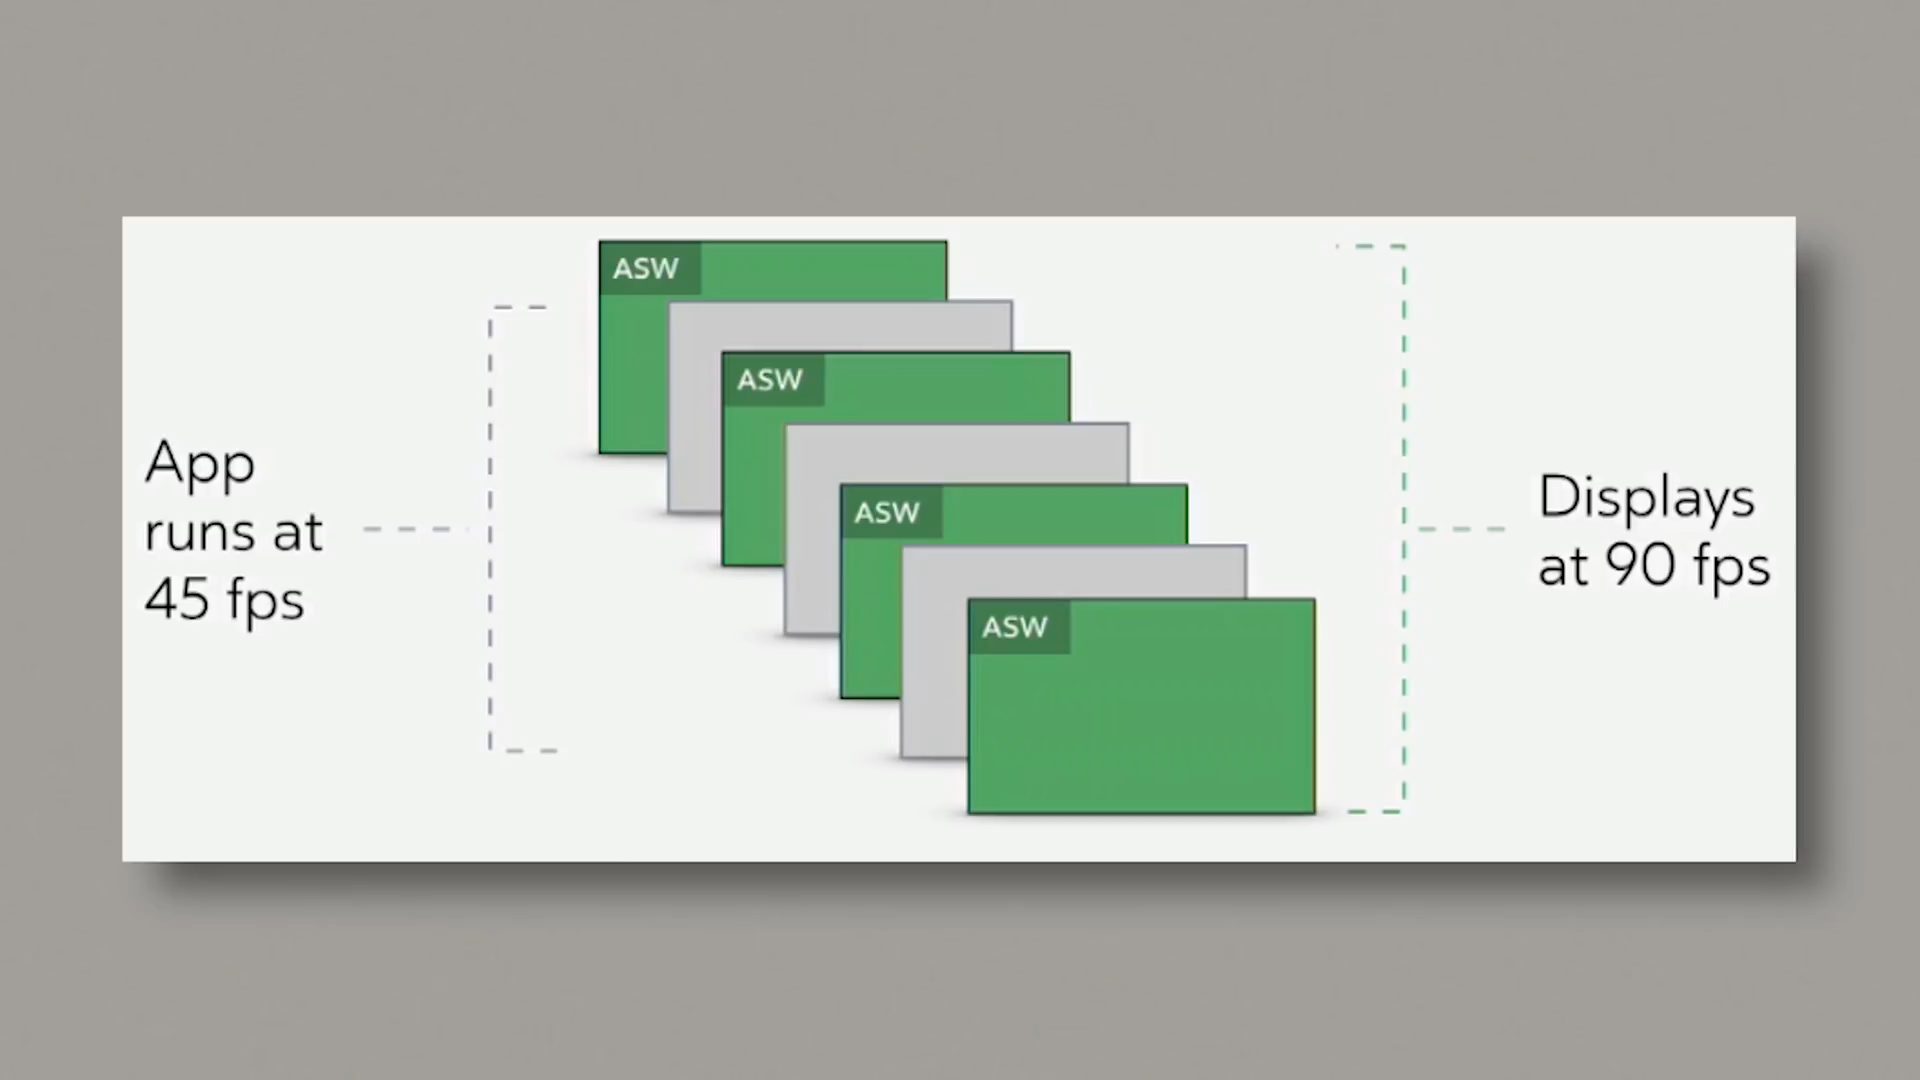 ASW
ASW
ASW
ASW
App
runs at
45 fps
Displays
at 90 fps